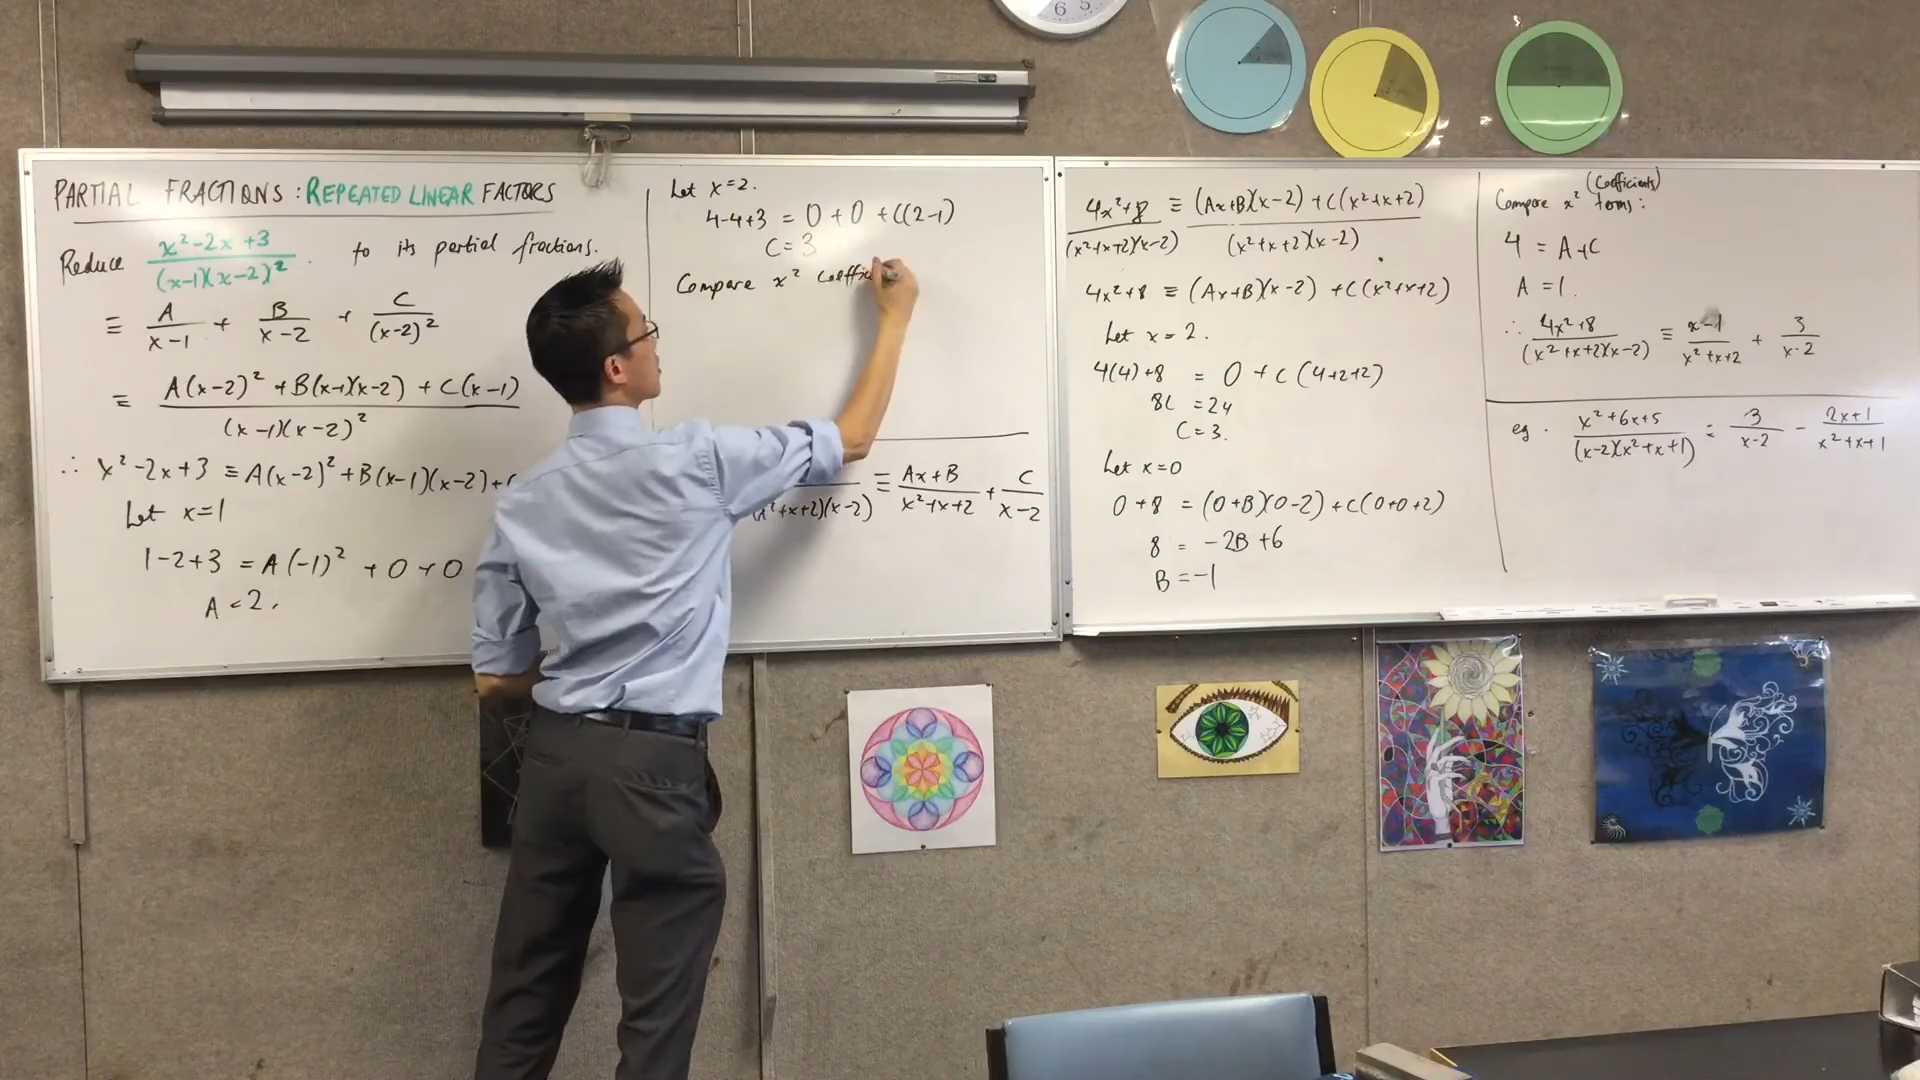 6 5
PARTIAL FRACTIONS : REPEATED LINEAR FACTORS
Reduce (x²-2x+3)/((x-1)(x-2)²) to its partial fractions.
≡ A/(x-1) + B/(x-2) + C/(x-2)²
≡ (A(x-2)² + B(x-1)(x-2) + C(x-1))/((x-1)(x-2)²)
∴ x²-2x+3 ≡ A(x-2)² + B(x-1)(x-2) +
Let x=1
1-2+3 = A(-1)² + 0 + 0
A = 2.
Let x=2.
4-4+3 = 0 + 0 + C(2-1)
C = 3
Compare x²
(x²+x+2)(x-2) ≡ (Ax+B)/(x²+x+2) + C/(x-2)
(4x²+8)/((x²+x+2)(x-2)) ≡ ((Ax+B)(x-2) + C(x²+x+2))/((x²+x+2)(x-2))
4x²+8 ≡ (Ax+B)(x-2) + C(x²+x+2)
Let x=2.
4(4)+8 = 0 + C(4+2+2)
8C = 24
C = 3.
Let x=0
0+8 = (0+B)(0-2) + C(0+0+2)
8 = -2B + 6
B = -1
(Coefficients)
Compare x² terms:
4 = A+C
A = 1.
∴ (4x²+8)/((x²+x+2)(x-2)) ≡ (x-1)/(x²+x+2) + 3/(x-2)
eg. (x²+6x+5)/((x-2)(x²+x+1)) = 3/(x-2) - (2x+1)/(x²+x+1)